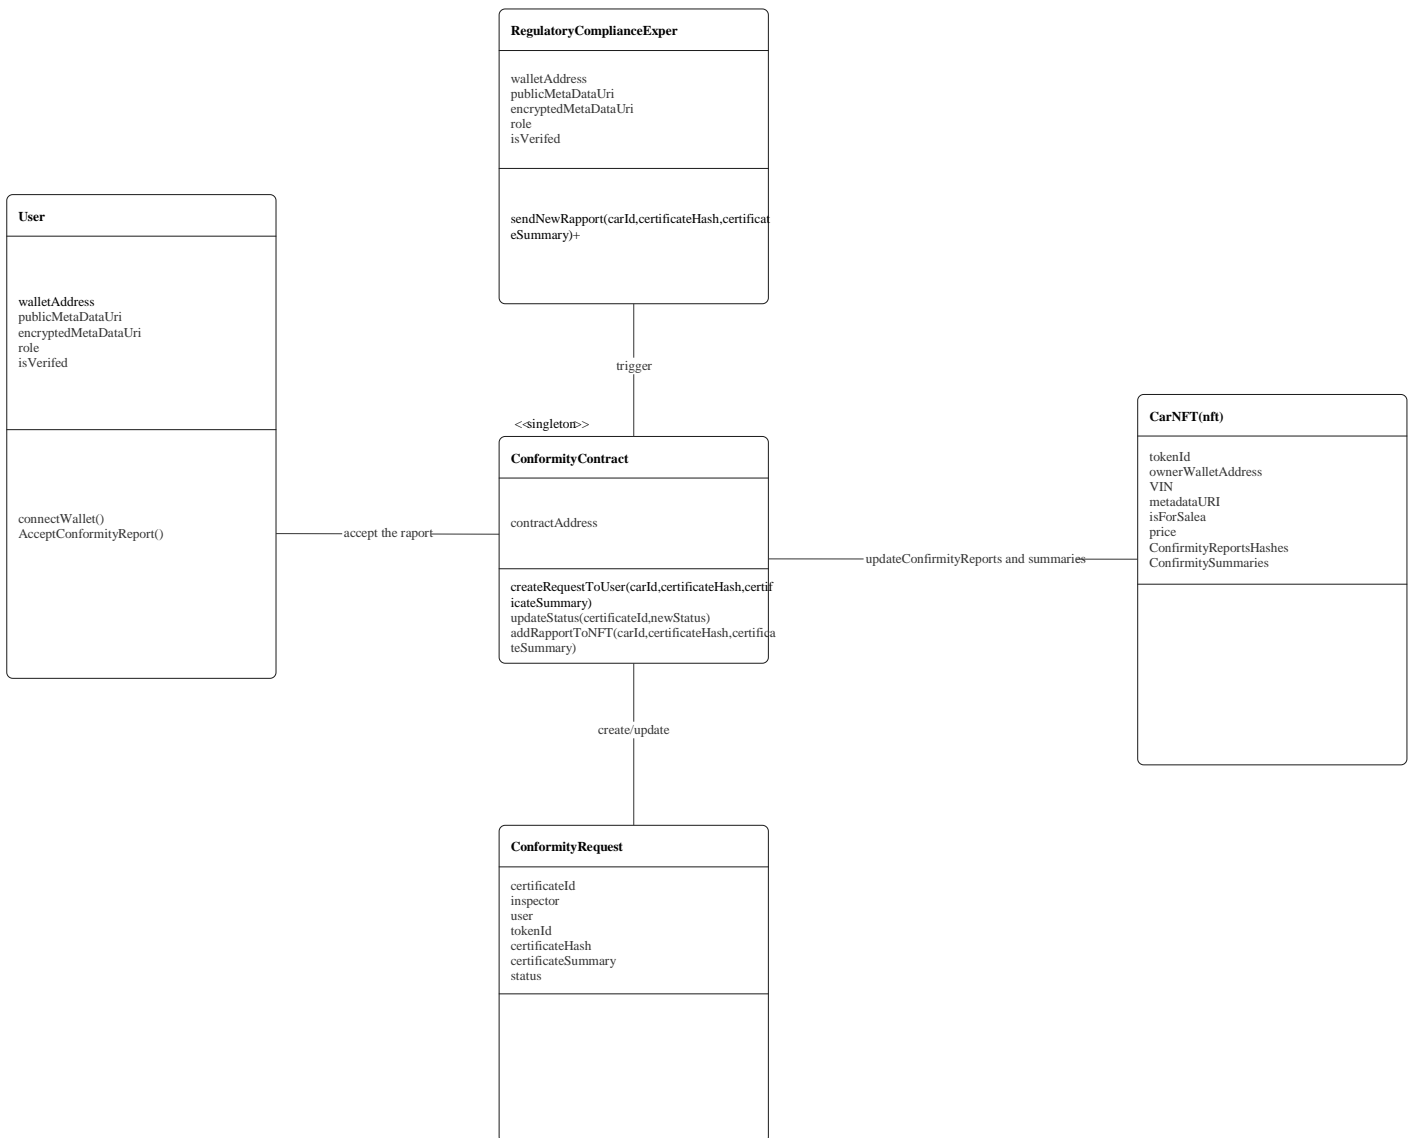 RegulatoryComplianceExper
walletAddress
publicMetaDataUri
encryptedMetaDataUri
role
isVerifed
sendNewRapport(carId,certificateHash,certificat
eSummary)+
User
walletAddress
publicMetaDataUri
encryptedMetaDataUri
role
isVerifed
connectWallet()
AcceptConformityReport()
trigger
<<singleton>>
ConformityContract
contractAddress
createRequestToUser(carId,certificateHash,certif
icateSummary)
updateStatus(certificateId,newStatus)
addRapportToNFT(carId,certificateHash,certifica
teSummary)
accept the raport
updateConfirmityReports and summaries
CarNFT(nft)
tokenId
ownerWalletAddress
VIN
metadataURI
isForSalea
price
ConfirmityReportsHashes
ConfirmitySummaries
create/update
ConformityRequest
certificateId
inspector
user
tokenId
certificateHash
certificateSummary
status